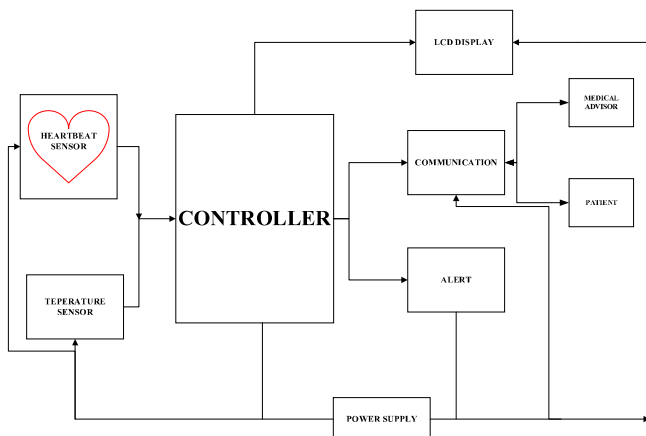 LCD DISPLAY
MEDICAL
ADVISOR
HEARTBEAT
SENSOR
COMMUNICATION
CONTROLLER
PATIENT
TEPERATURE
SENSOR
ALERT
POWER SUPPLY